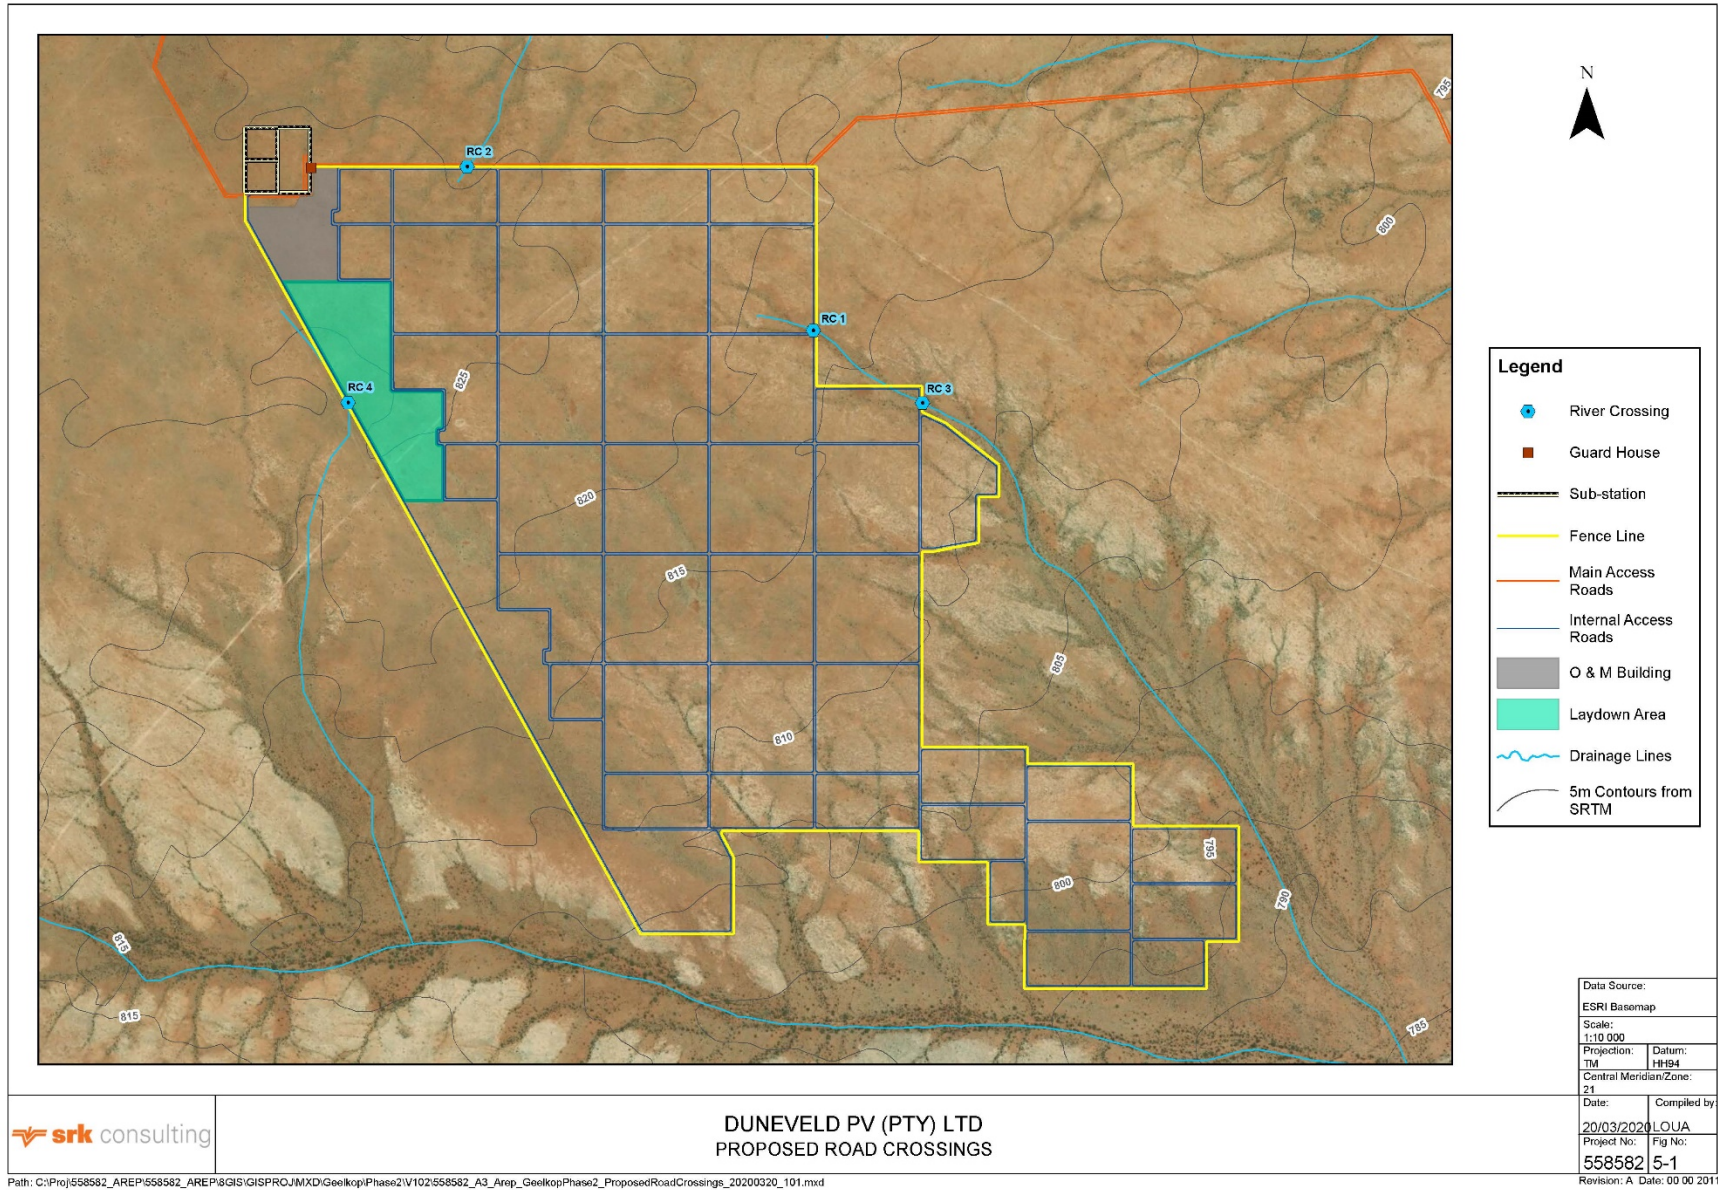 N
795
RC 2
800
RC 1
825
RC 4
RC 3
820
815
805
810
795
800
790
815
815
785
Legend
River Crossing
Guard House
Sub-station
Fence Line
Main Access
Roads
Internal Access
Roads
O & M Building
Laydown Area
Drainage Lines
5m Contours from
SRTM
Data Source:
ESRI Basemap
Scale:
1:10 000
Projection: Datum:
TM HH94
Central Meridian/Zone:
21
Date: Compiled by:
20/03/2020 LOUA
Project No: Fig No:
558582 5-1
Revision: A Date: 00 00 2011
srk consulting
DUNEVELD PV (PTY) LTD
PROPOSED ROAD CROSSINGS
Path: C:\Proj\558582_AREP\558582_AREP\8GIS\GISPROJ\MXD\Geelkop\Phase2\V102\558582_A3_Arep_GeelkopPhase2_ProposedRoadCrossings_20200320_101.mxd